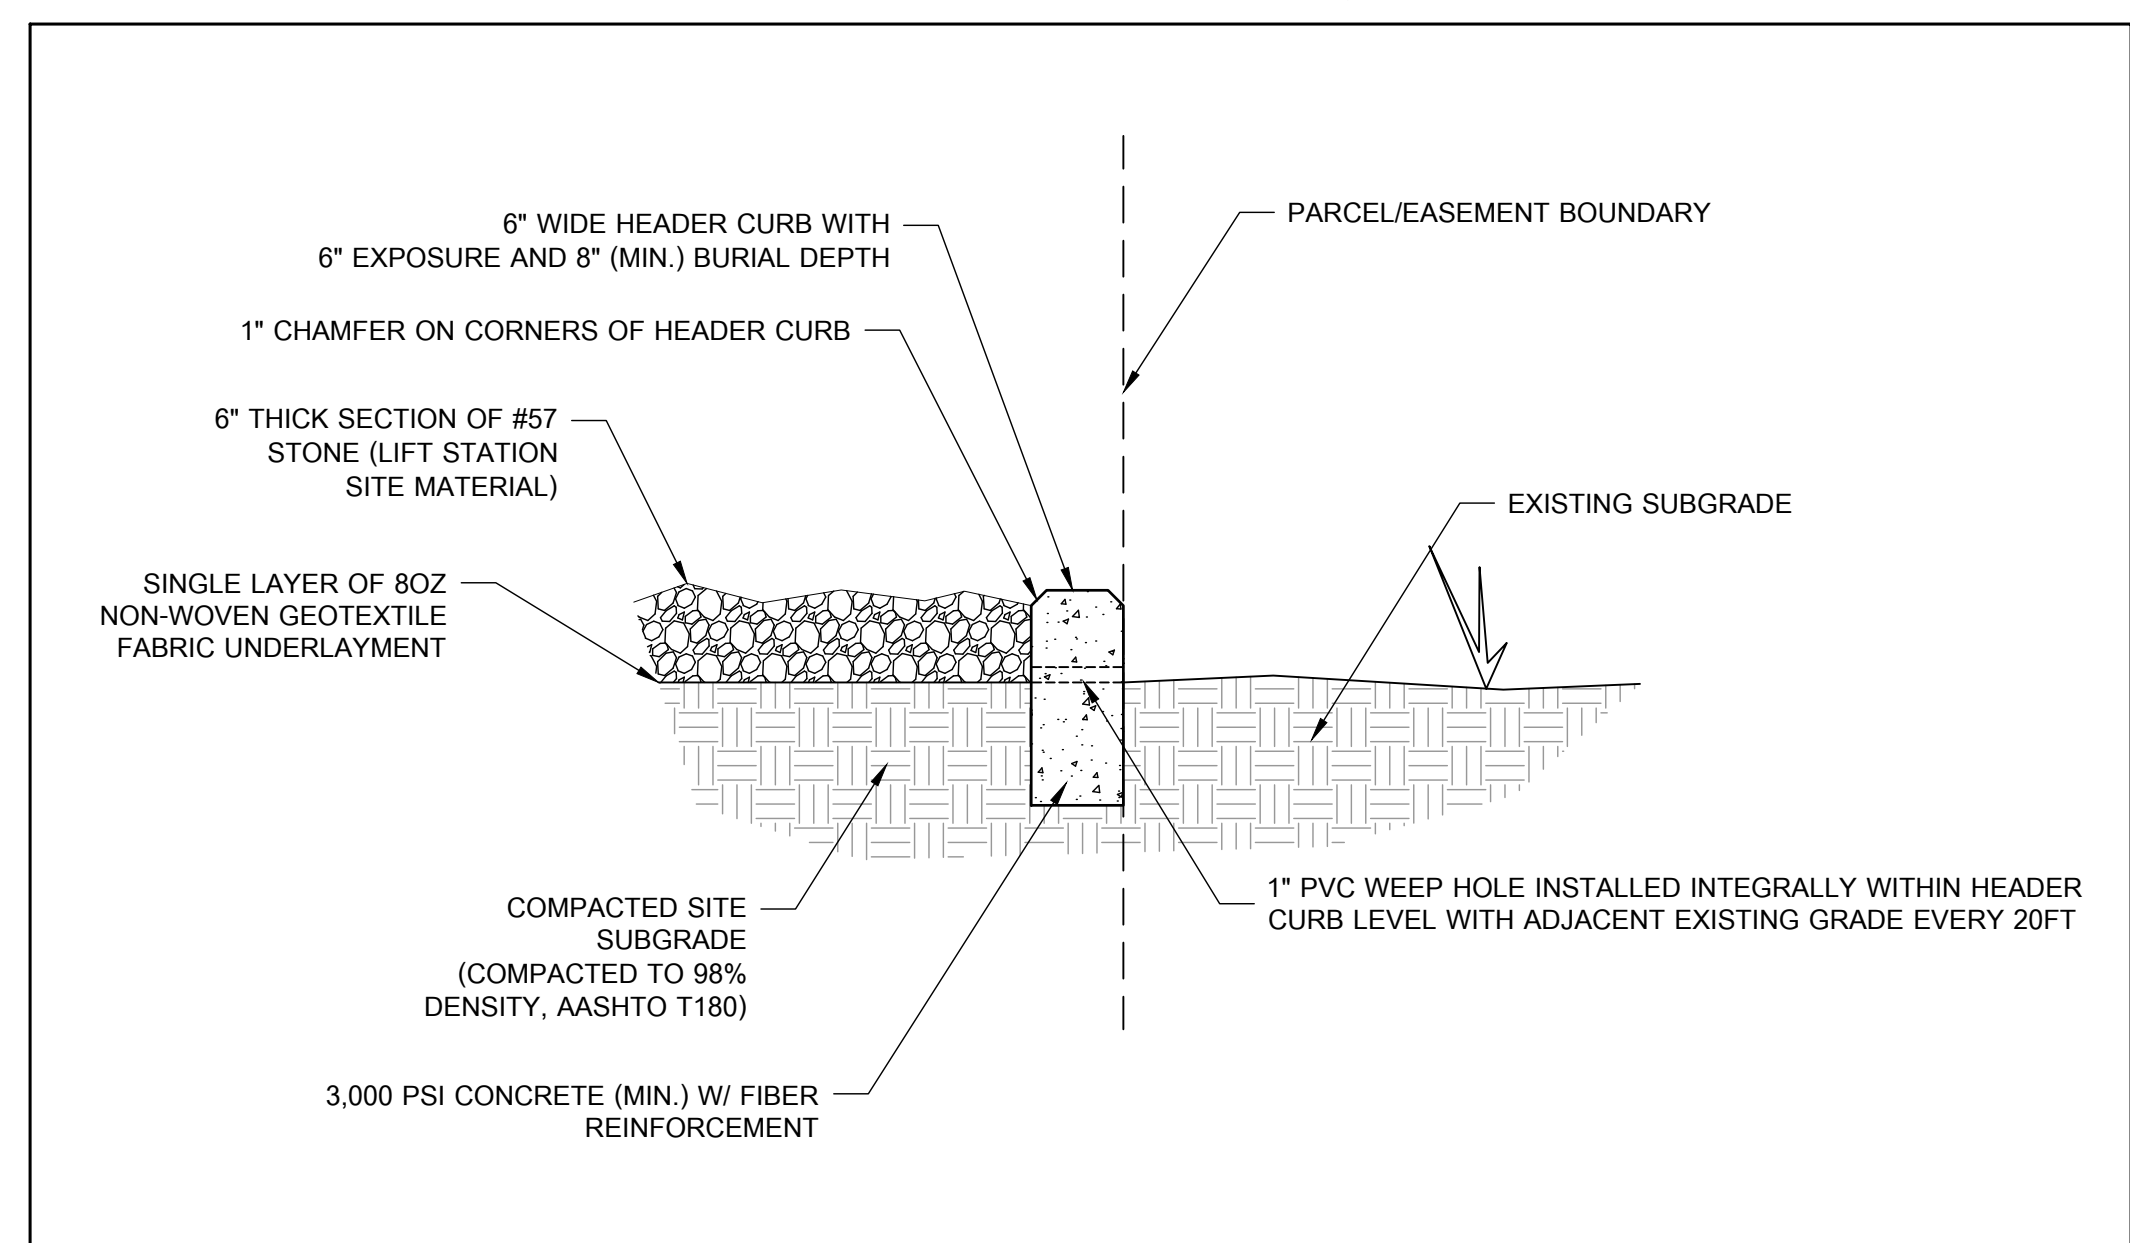 6" WIDE HEADER CURB WITH
6" EXPOSURE AND 8" (MIN.) BURIAL DEPTH
PARCEL/EASEMENT BOUNDARY
1" CHAMFER ON CORNERS OF HEADER CURB
6" THICK SECTION OF #57
STONE (LIFT STATION
SITE MATERIAL)
EXISTING SUBGRADE
SINGLE LAYER OF 8OZ
NON-WOVEN GEOTEXTILE
FABRIC UNDERLAYMENT
COMPACTED SITE
SUBGRADE
(COMPACTED TO 98%
DENSITY, AASHTO T180)
1" PVC WEEP HOLE INSTALLED INTEGRALLY WITHIN HEADER
CURB LEVEL WITH ADJACENT EXISTING GRADE EVERY 20FT
3,000 PSI CONCRETE (MIN.) W/ FIBER
REINFORCEMENT